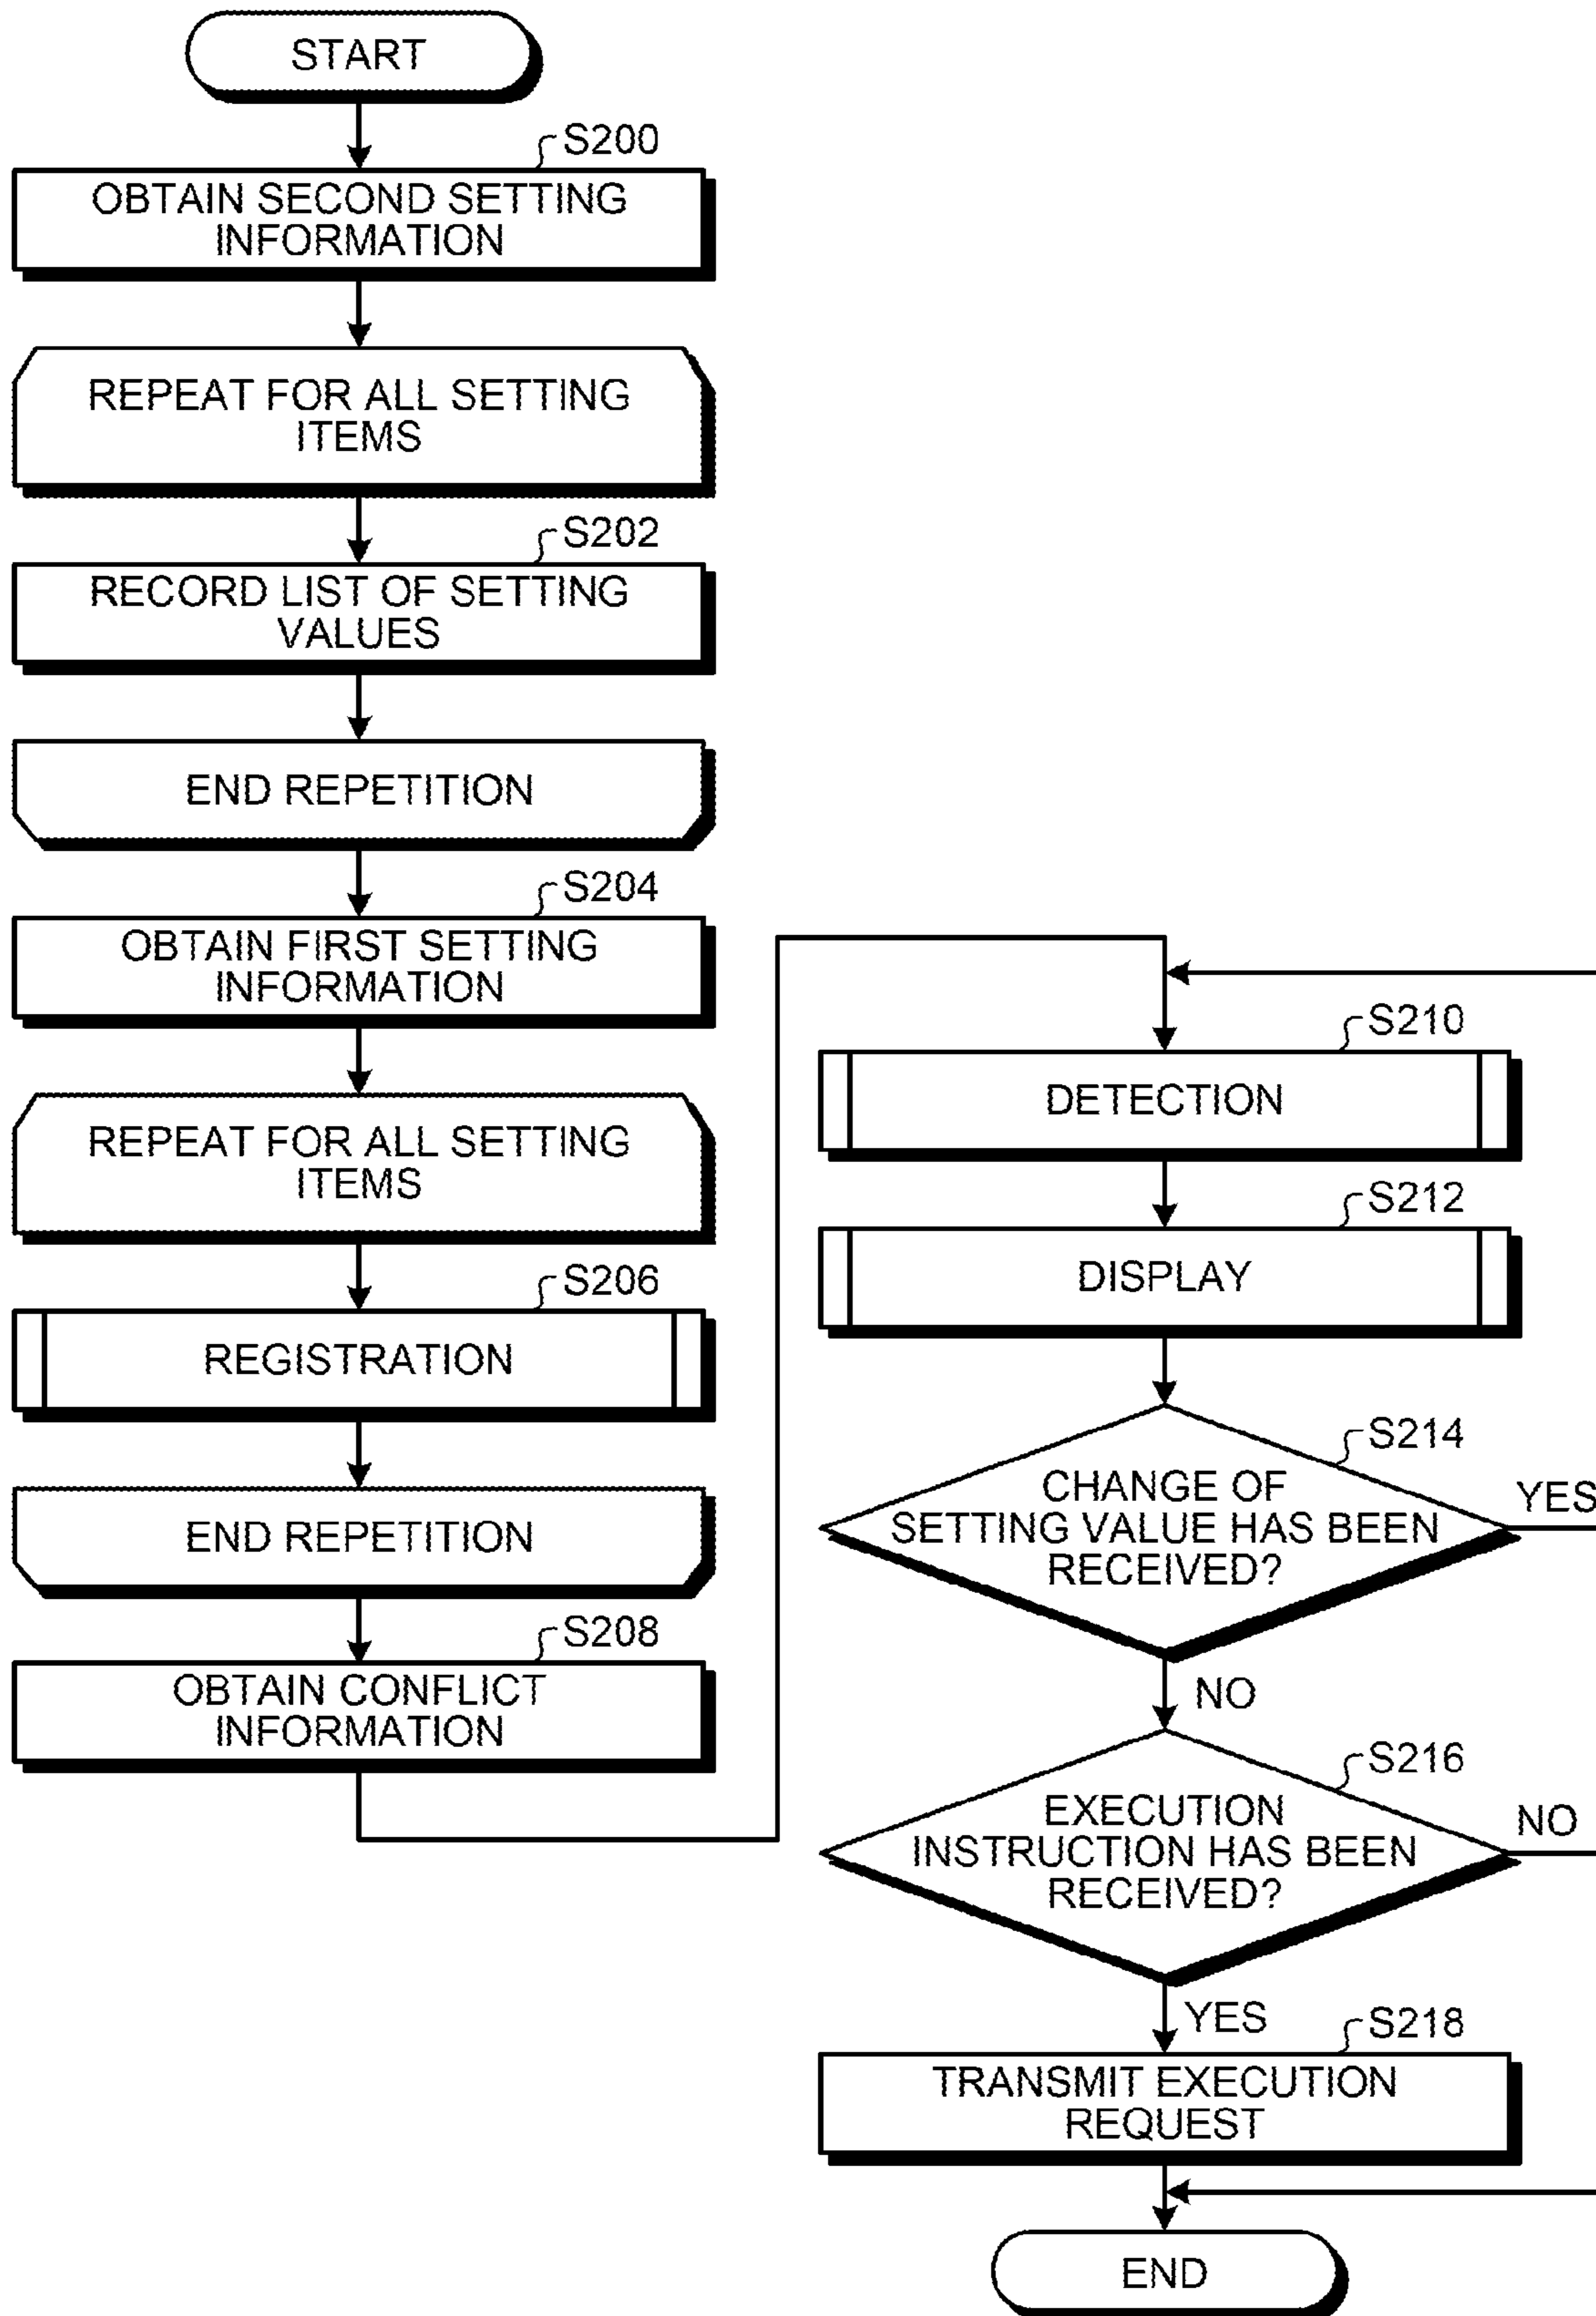 START
S200
OBTAIN SECOND SETTING
INFORMATION
REPEAT FOR ALL SETTING
ITEMS
S202
RECORD LIST OF SETTING
VALUES
END REPETITION
S204
OBTAIN FIRST SETTING
INFORMATION
REPEAT FOR ALL SETTING
ITEMS
S206
REGISTRATION
END REPETITION
S208
OBTAIN CONFLICT
INFORMATION
S210
DETECTION
S212
DISPLAY
S214
CHANGE OF
SETTING VALUE HAS BEEN
RECEIVED?
YES
NO
S216
EXECUTION
INSTRUCTION HAS BEEN
RECEIVED?
NO
YES
S218
TRANSMIT EXECUTION
REQUEST
END